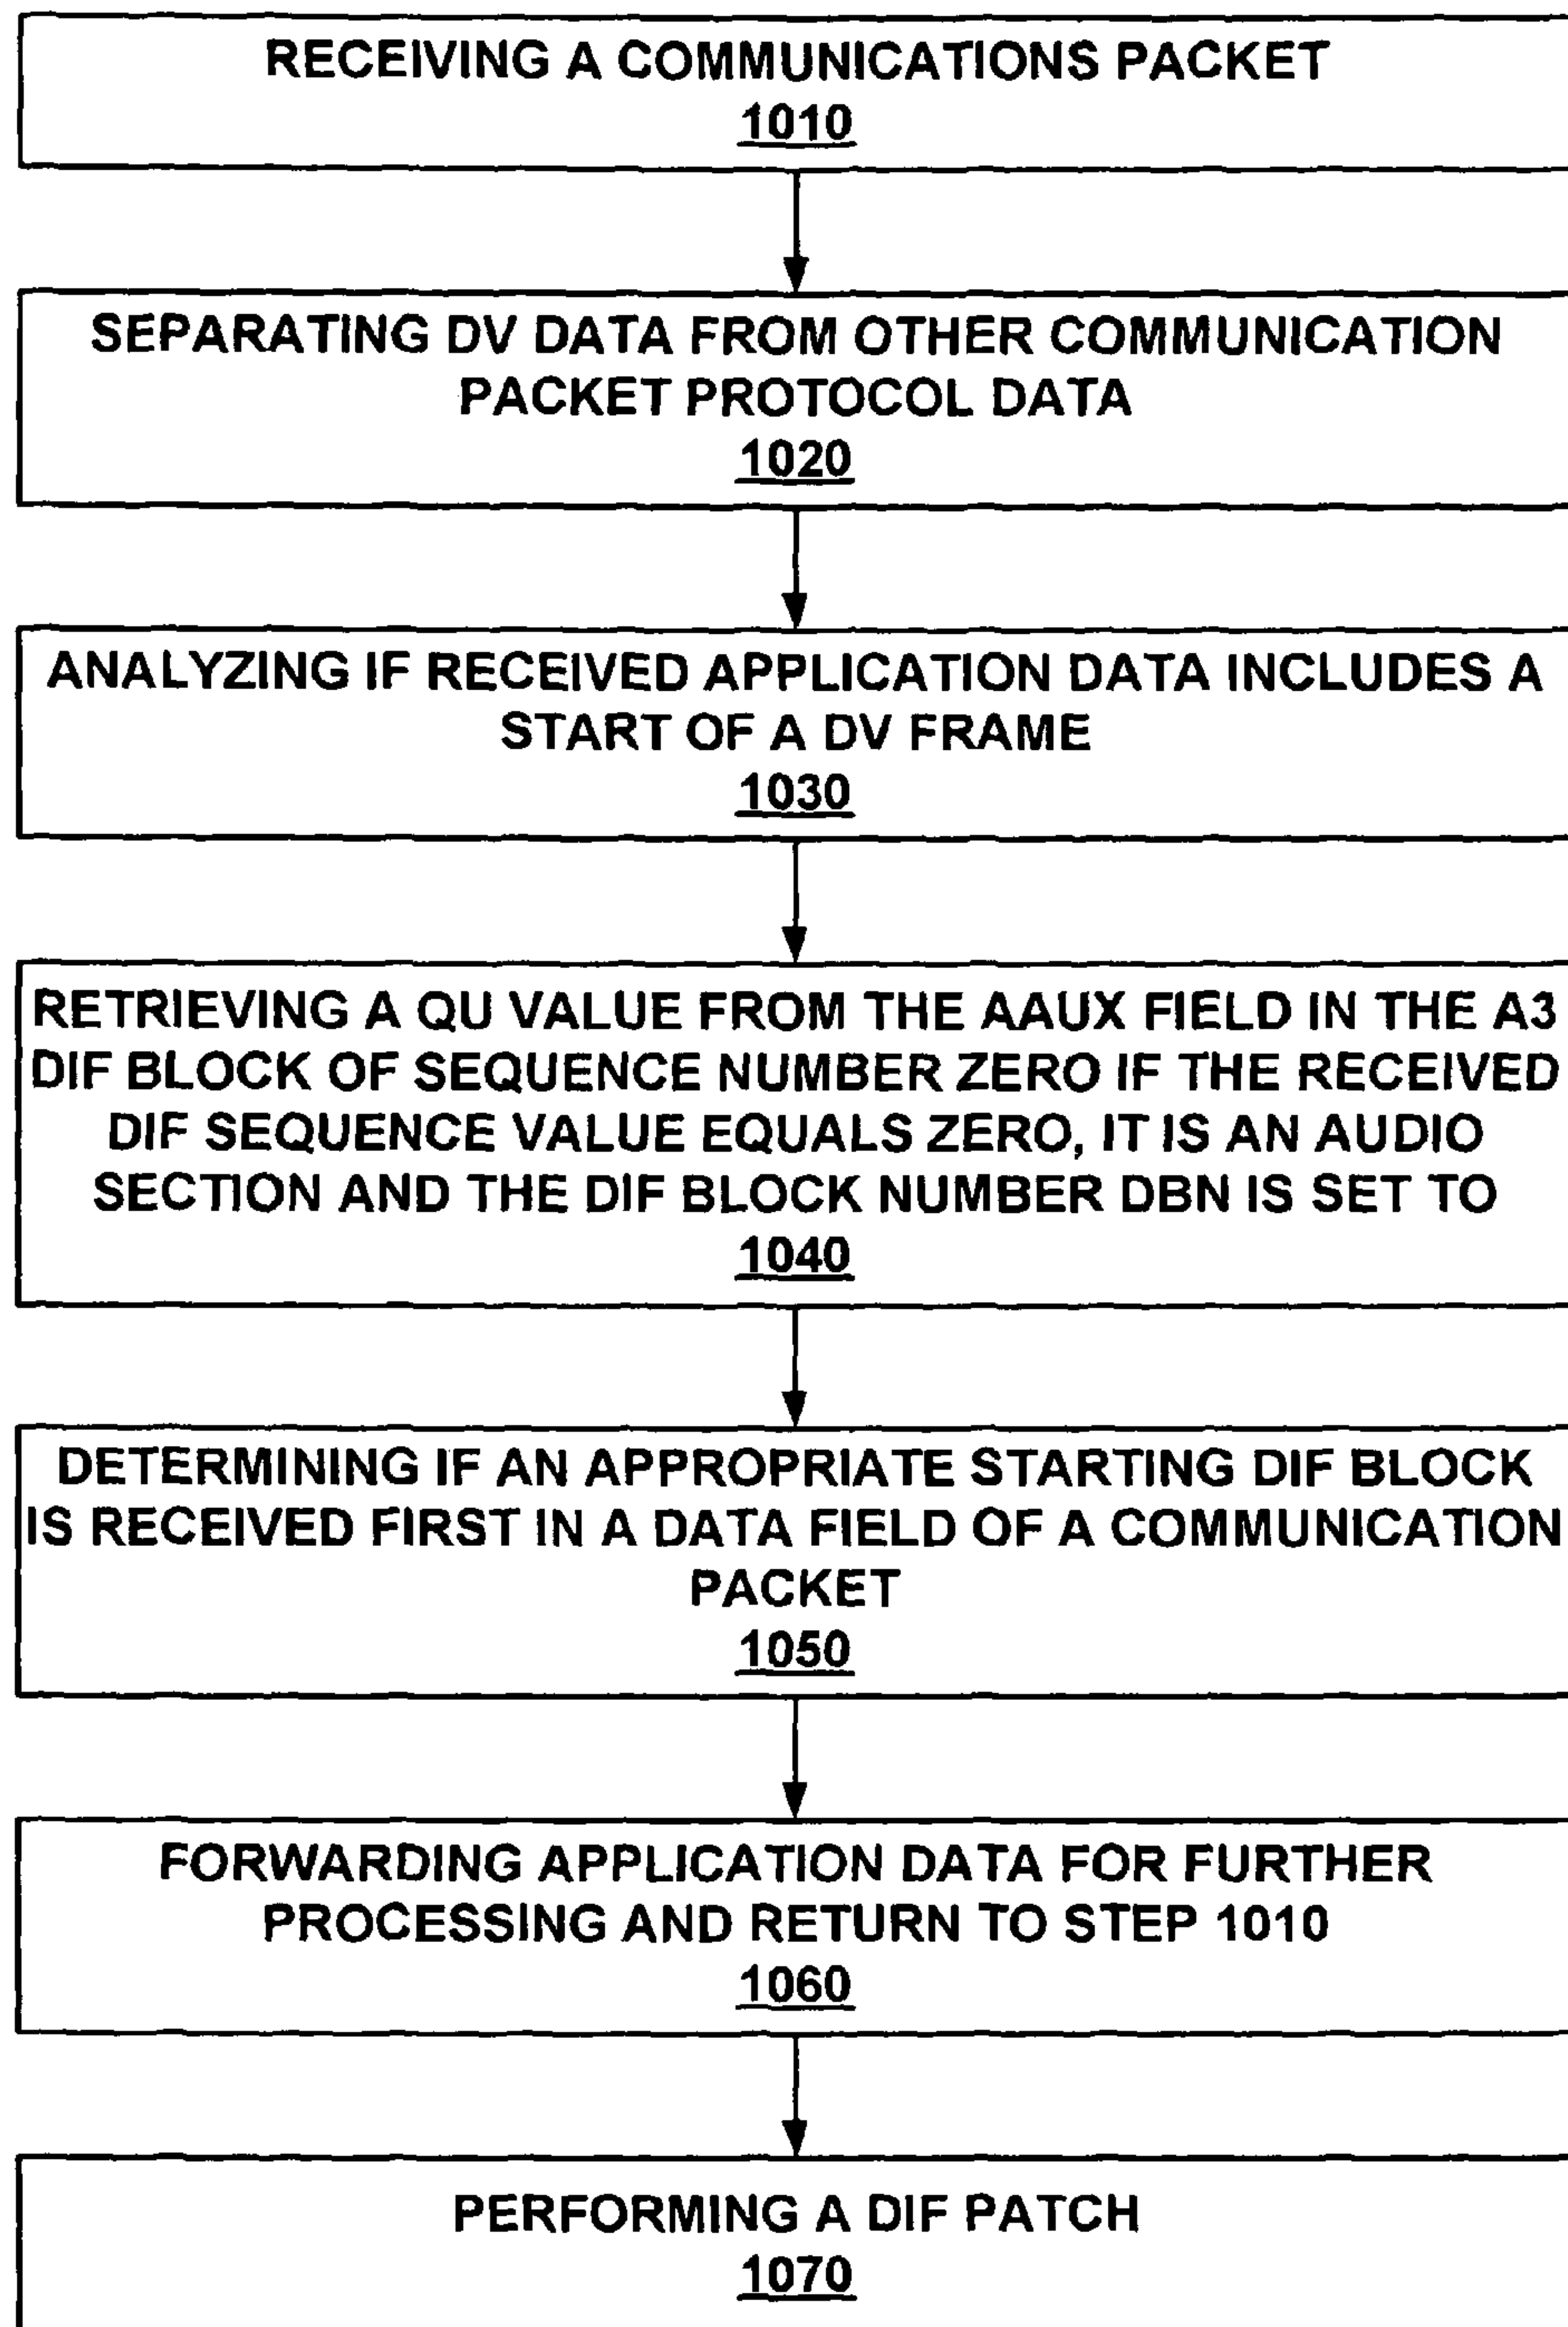 RECEIVING A COMMUNICATIONS PACKET
1010
SEPARATING DV DATA FROM OTHER COMMUNICATION
PACKET PROTOCOL DATA
1020
ANALYZING IF RECEIVED APPLICATION DATA INCLUDES A
START OF A DV FRAME
1030
RETRIEVING A QU VALUE FROM THE AAUX FIELD IN THE A3
DIF BLOCK OF SEQUENCE NUMBER ZERO IF THE RECEIVED
DIF SEQUENCE VALUE EQUALS ZERO, IT IS AN AUDIO
SECTION AND THE DIF BLOCK NUMBER DBN IS SET TO
1040
DETERMINING IF AN APPROPRIATE STARTING DIF BLOCK
IS RECEIVED FIRST IN A DATA FIELD OF A COMMUNICATION
PACKET
1050
FORWARDING APPLICATION DATA FOR FURTHER
PROCESSING AND RETURN TO STEP 1010
1060
PERFORMING A DIF PATCH
1070